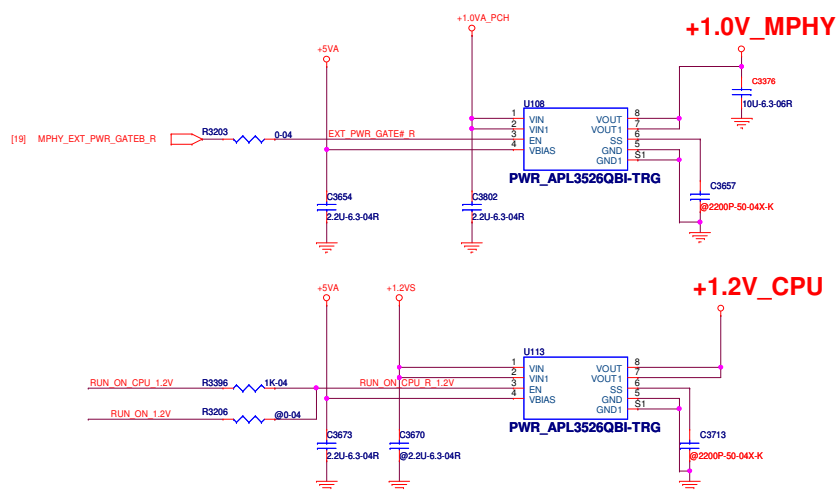 +1.0V_MPHY
+1.0VA_PCH
+5VA
C3376
10U-6.3-06R
U108
1 VIN VOUT 8
2 VIN1 VOUT1 7
3 EN SS 6
4 VBIAS GND 5
GND1 S1
[19] MPHY_EXT_PWR_GATEB_R
R3203 0-04
EXT_PWR_GATE#_R
PWR_APL3526QBI-TRG
C3654
2.2U-6.3-04R
C3802
2.2U-6.3-04R
C3657
@2200P-50-04X-K
+5VA
+1.2VS
+1.2V_CPU
U113
1 VIN VOUT 8
2 VIN1 VOUT1 7
3 EN SS 6
4 VBIAS GND 5
GND1 S1
RUN_ON_CPU_1.2V
R3396 1K-04
RUN_ON_CPU_R_1.2V
RUN_ON_1.2V
R3206 @0-04
PWR_APL3526QBI-TRG
C3673
2.2U-6.3-04R
C3670
@2.2U-6.3-04R
C3713
@2200P-50-04X-K